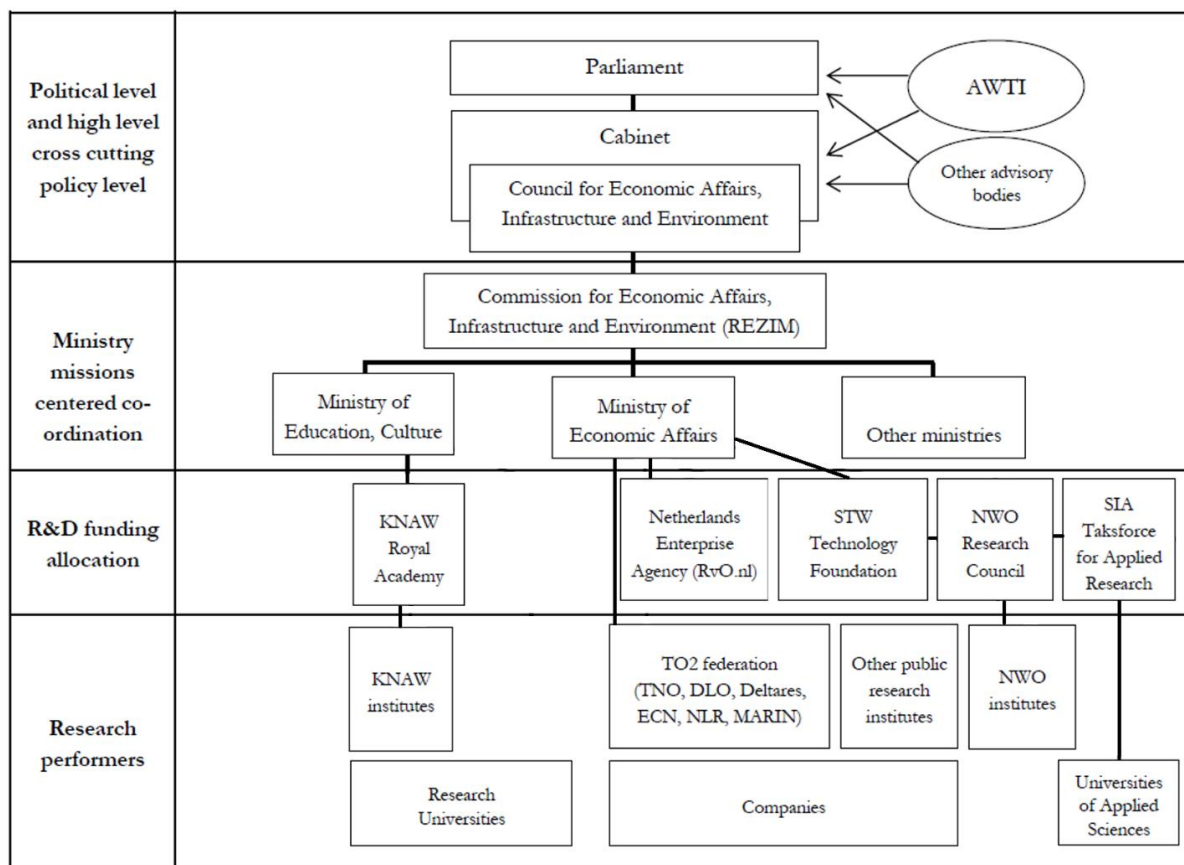 Political level
and high level
cross cutting
policy level
Parliament
AWTI
Cabinet
Other advisory
bodies
Council for Economic Affairs,
Infrastructure and Environment
Ministry
missions
centered co-
ordination
Commission for Economic Affairs,
Infrastructure and Environment (REZIM)
Ministry of
Education, Culture
Ministry of
Economic Affairs
Other ministries
R&D funding
allocation
KNAW
Royal
Academy
Netherlands
Enterprise
Agency (RvO.nl)
STW
Technology
Foundation
NWO
Research
Council
SIA
Taksforce
for Applied
Research
Research
performers
KNAW
institutes
TO2 federation
(TNO, DLO, Deltares,
ECN, NLR, MARIN)
Other public
research
institutes
NWO
institutes
Research
Universities
Companies
Universities
of Applied
Sciences